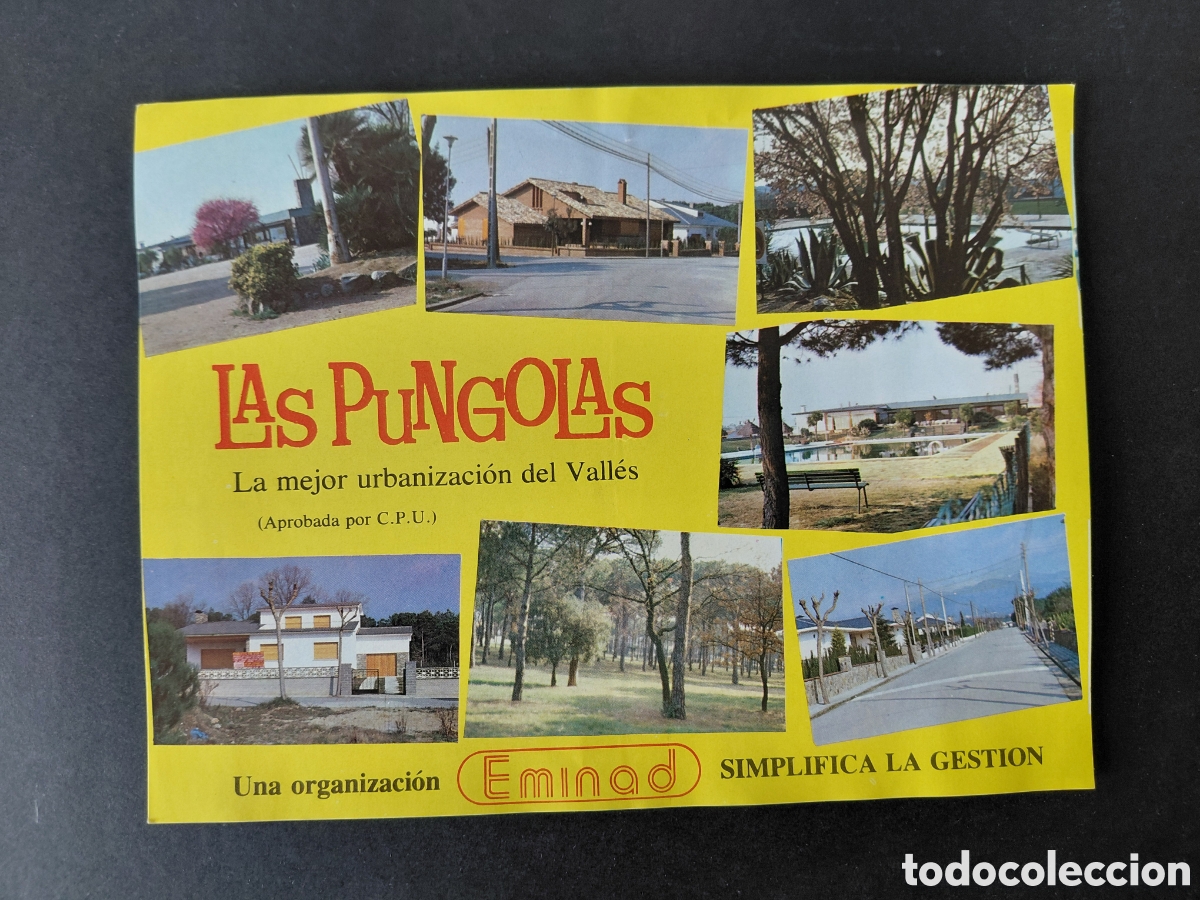 LAS PUNGOLAS
La mejor urbanización del Vallés
(Aprobada por C.P.U.)
Una organización Eminad SIMPLIFICA LA GESTION
todocoleccion